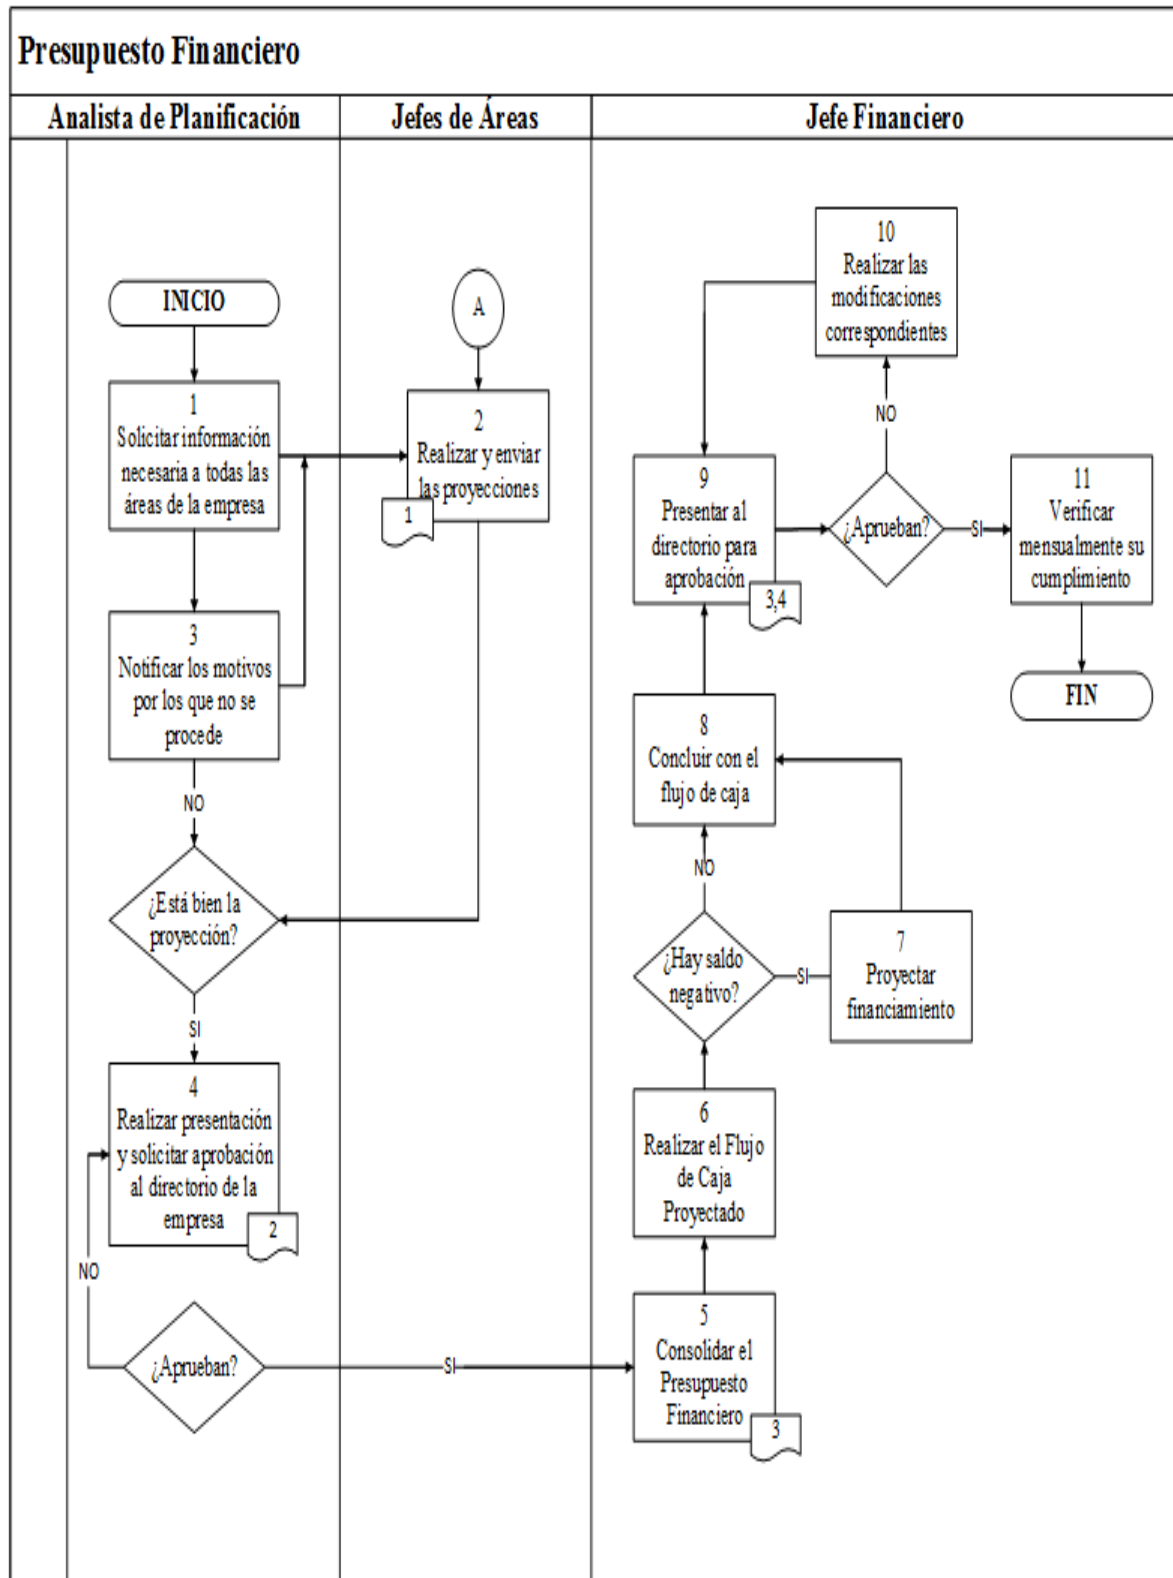 Presupuesto Financiero
Analista de Planificación
Jefes de Áreas
Jefe Financiero
INICIO
1
Solicitar información
necesaria a todas las
áreas de la empresa
3
Notificar los motivos
por los que no se
procede
NO
¿Está bien la
proyección?
SI
4
Realizar presentación
y solicitar aprobación
al directorio de la
empresa
2
NO
¿Aprueban?
SI
A
2
Realizar y enviar
las proyecciones
1
5
Consolidar el
Presupuesto
Financiero
3
6
Realizar el Flujo
de Caja
Proyectado
¿Hay saldo
negativo?
SI
7
Proyectar
financiamiento
NO
8
Concluir con el
flujo de caja
9
Presentar al
directorio para
aprobación
3,4
¿Aprueban?
NO
10
Realizar las
modificaciones
correspondientes
SI
11
Verificar
mensualmente su
cumplimiento
FIN